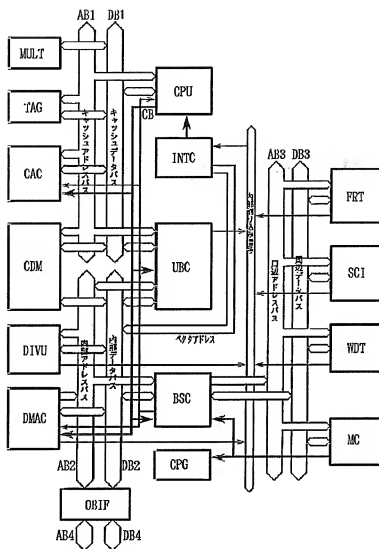 AB1
DB1
MULT
TAG
CAC
CDM
DIVU
DMAC
キャッシュアドレスバス
キャッシュデータバス
CB
CPU
INTC
UBC
BSC
CPG
ベクタアドレス
内部アドレスバス
内部データバス
AB3
DB3
周辺アドレスバス
周辺データバス
FRT
SCI
WDT
MC
AB2
DB2
OBIF
AB4
DB4